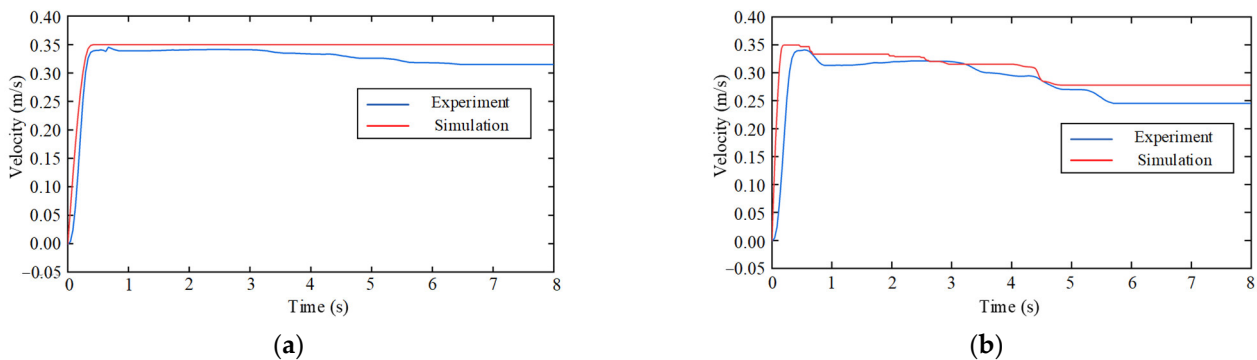 0.40
0.35
0.30
0.25
0.20
0.15
0.10
0.05
0.00
−0.05
Velocity (m/s)
Experiment
Simulation
0 1 2 3 4 5 6 7 8
Time (s)
(a)
0.40
0.35
0.30
0.25
0.20
0.15
0.10
0.05
0.00
−0.05
Velocity (m/s)
Experiment
Simulation
0 1 2 3 4 5 6 7 8
Time (s)
(b)